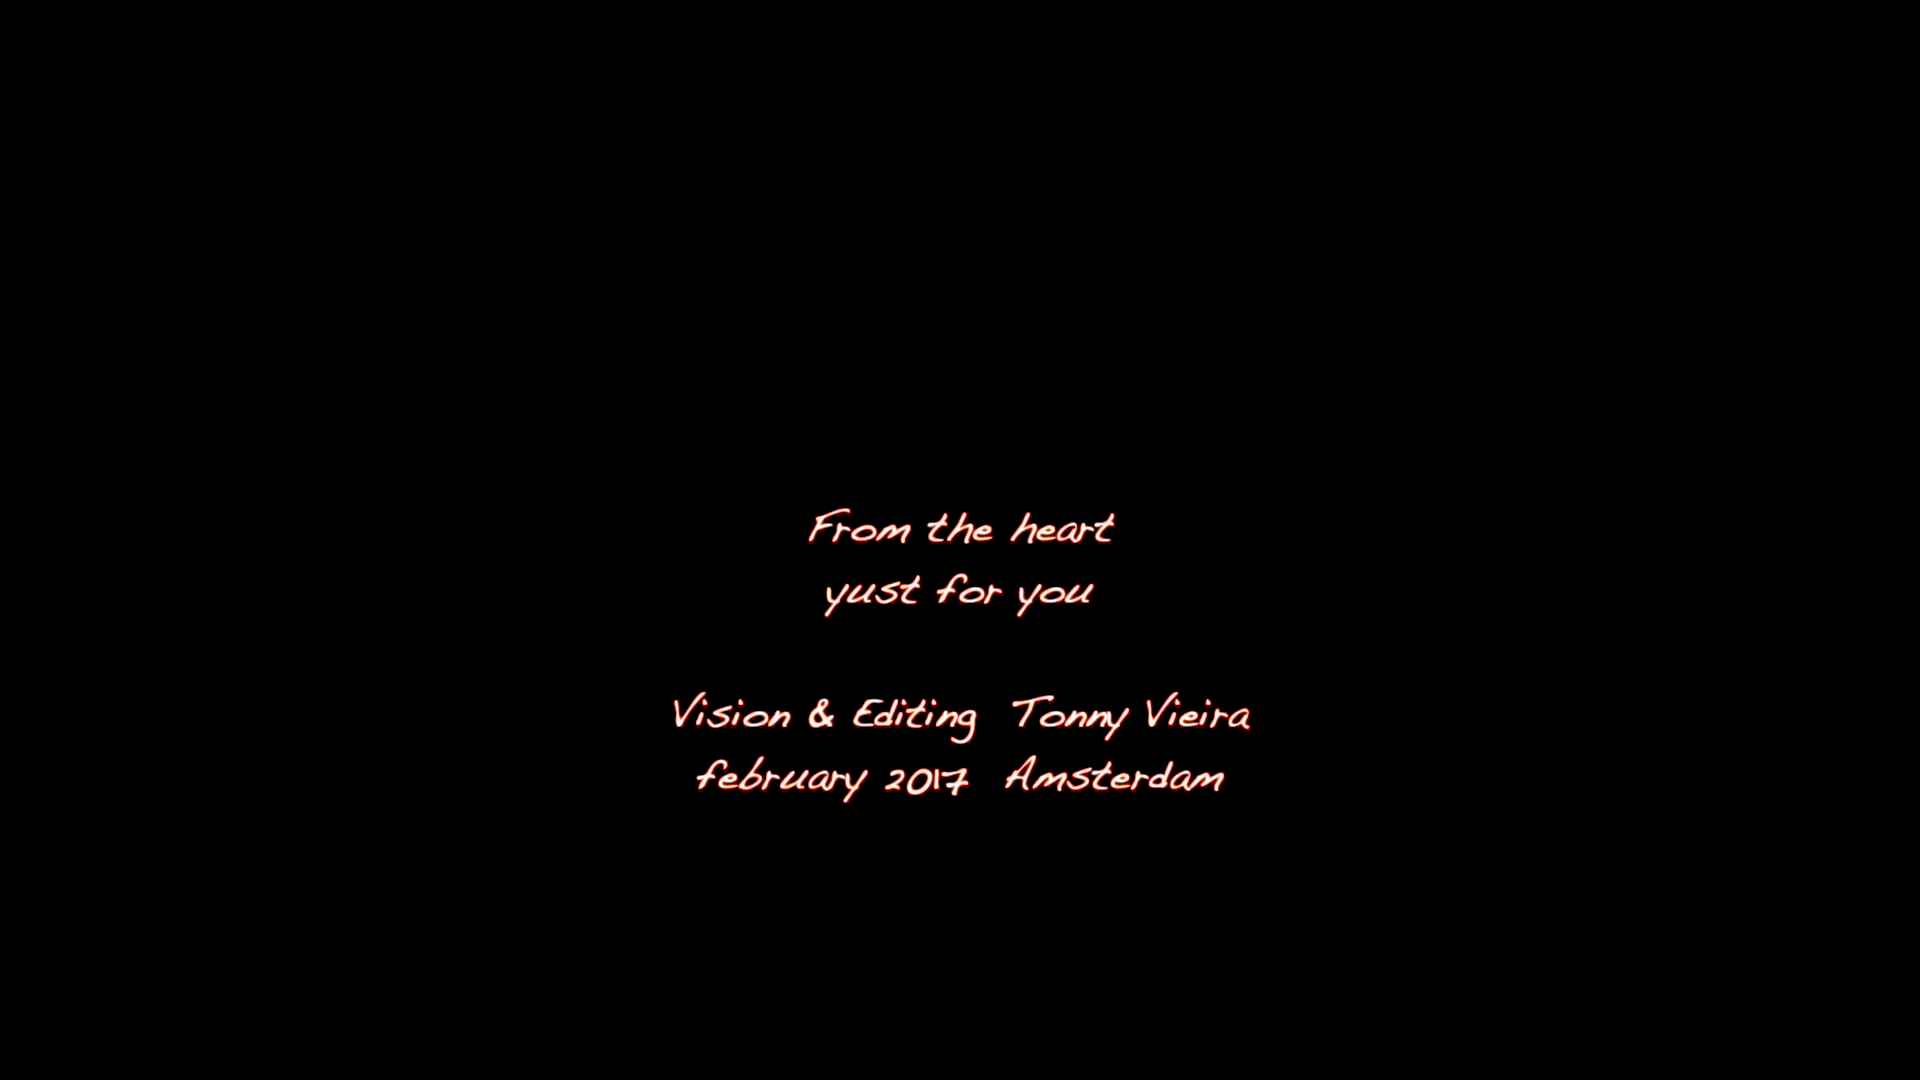 From the heart
yust for you
Vision & Editing Tonny Vieira
february 2017 Amsterdam